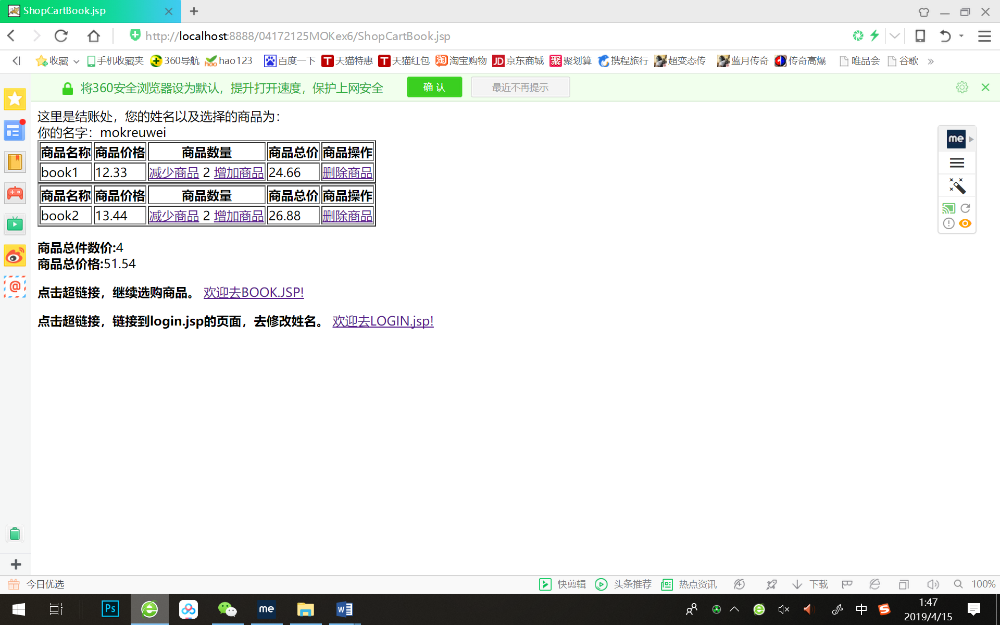 ShopCartBook.jsp
http://localhost:8888/04172125MOKex6/ShopCartBook.jsp
收藏 手机收藏夹 360导航 hao123 百度一下 天猫特惠 天猫红包 淘宝购物 京东商城 聚划算 携程旅行 超变态传 蓝月传奇 传奇高爆 唯品会 谷歌 »
将360安全浏览器设为默认，提升打开速度，保护上网安全 确 认 最近不再提示
这里是结账处，您的姓名以及选择的商品为：
你的名字：mokreuwei
商品名称 商品价格 商品数量 商品总价 商品操作
book1 12.33 减少商品 2 增加商品 24.66 删除商品
商品名称 商品价格 商品数量 商品总价 商品操作
book2 13.44 减少商品 2 增加商品 26.88 删除商品
商品总件数价:4
商品总价格:51.54
点击超链接，继续选购商品。 欢迎去BOOK.JSP!
点击超链接，链接到login.jsp的页面，去修改姓名。 欢迎去LOGIN.jsp!
me
今日优选 快剪辑 头条推荐 热点资讯 下载 100%
Ps me 中 1:47
2019/4/15